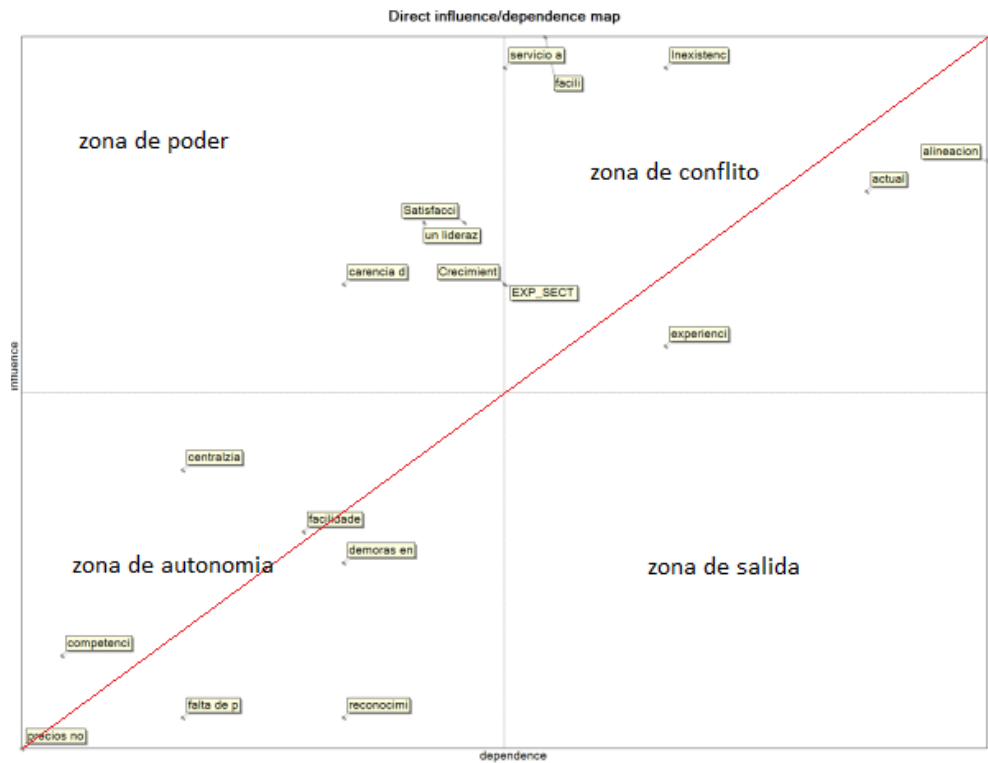 Direct influence/dependence map
servicio a
Inexistenc
facili
zona de poder
alineacion
zona de conflito
actual
Satisfacci
un lideraz
carencia d
Crecimient
EXP_SECT
experienci
influence
centralzia
facilidade
demoras en
zona de autonomia
zona de salida
competenci
falta de p
reconocimi
precios no
dependence